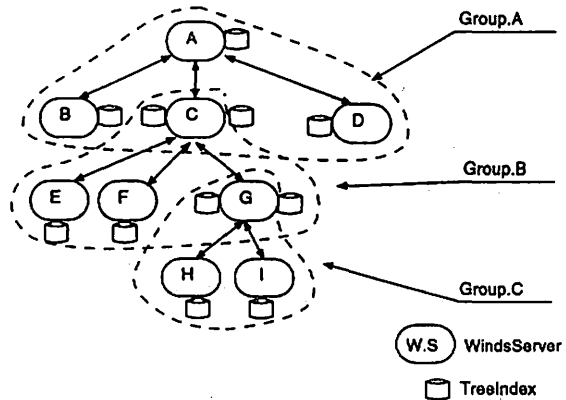 Group.A
A
B
C
D
Group.B
E
F
G
H
I
Group.C
W.S WindsServer
TreeIndex